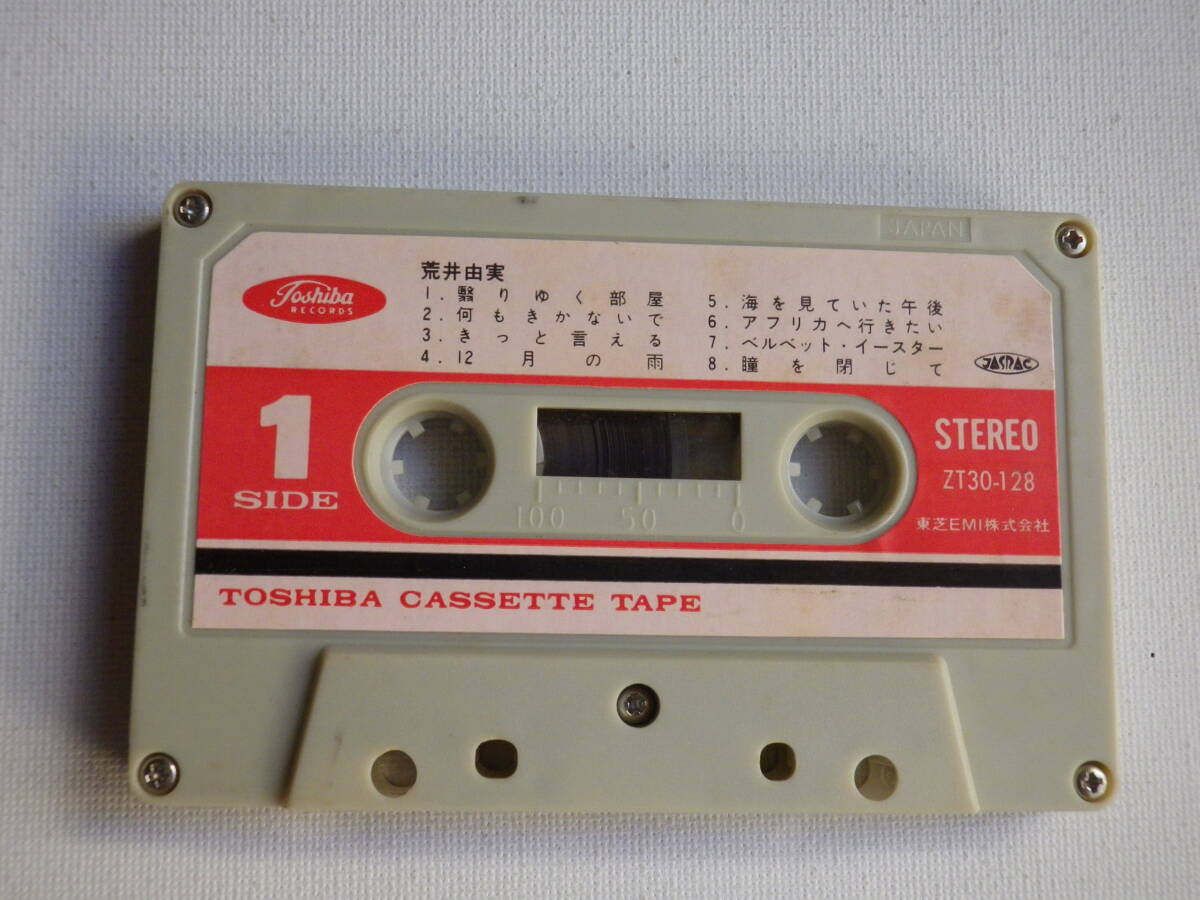 JAPAN
Toshiba
RECORDS
荒井由実
1. 翳りゆく部屋
2. 何もきかないで
3. きっと言える
4. 12月の雨
5. 海を見ていた午後
6. アフリカへ行きたい
7. ベルベット・イースター
8. 瞳を閉じて
JASRAC
1
SIDE
STEREO
ZT30-128
東芝EMI株式会社
100 50 0
TOSHIBA CASSETTE TAPE